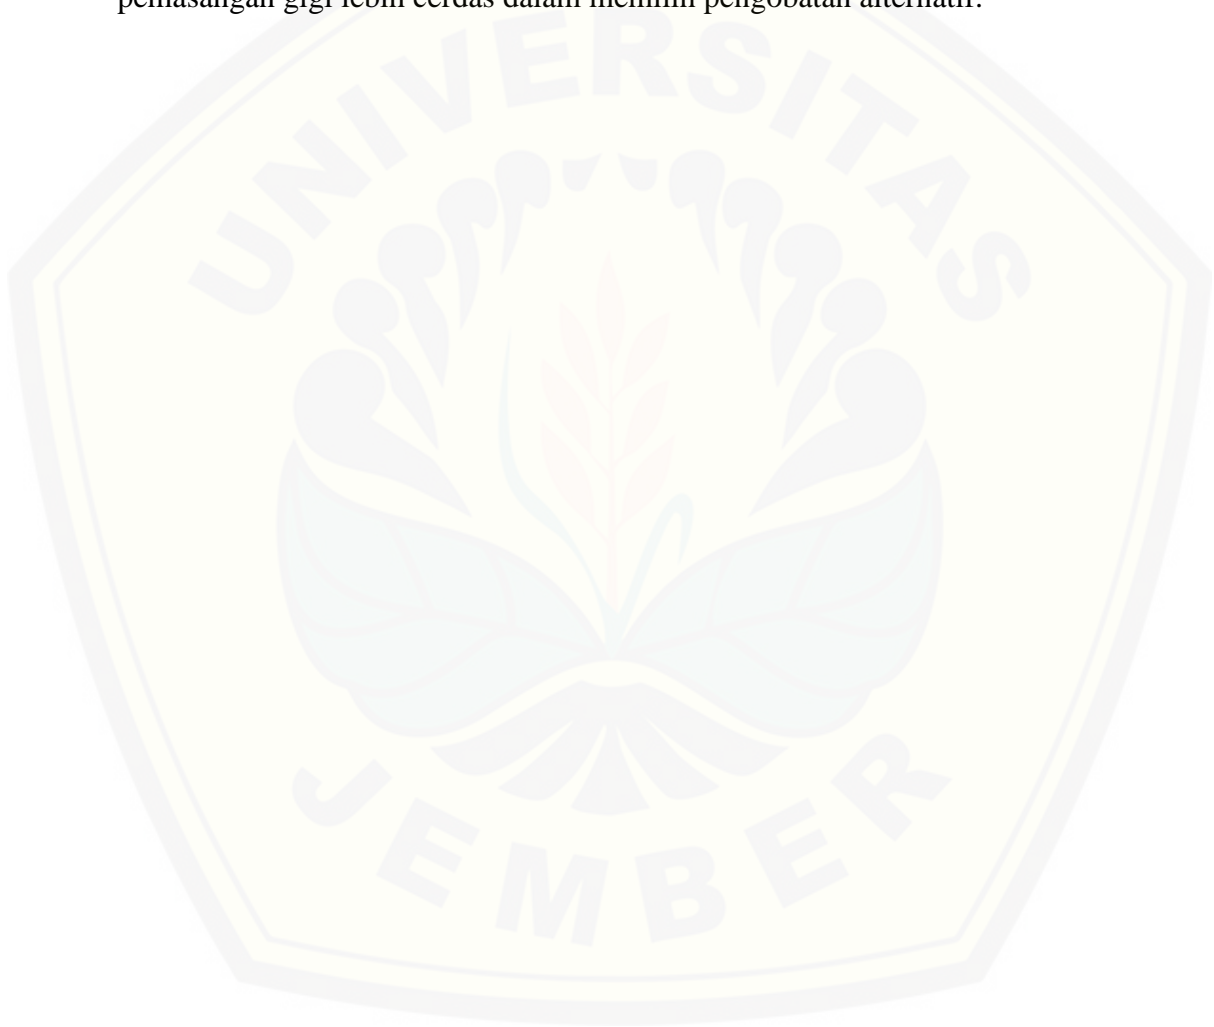 pemasangan gigi lebih cerdas dalam memilih pengobatan alternatif.
UNIVERSITAS
JEMBER